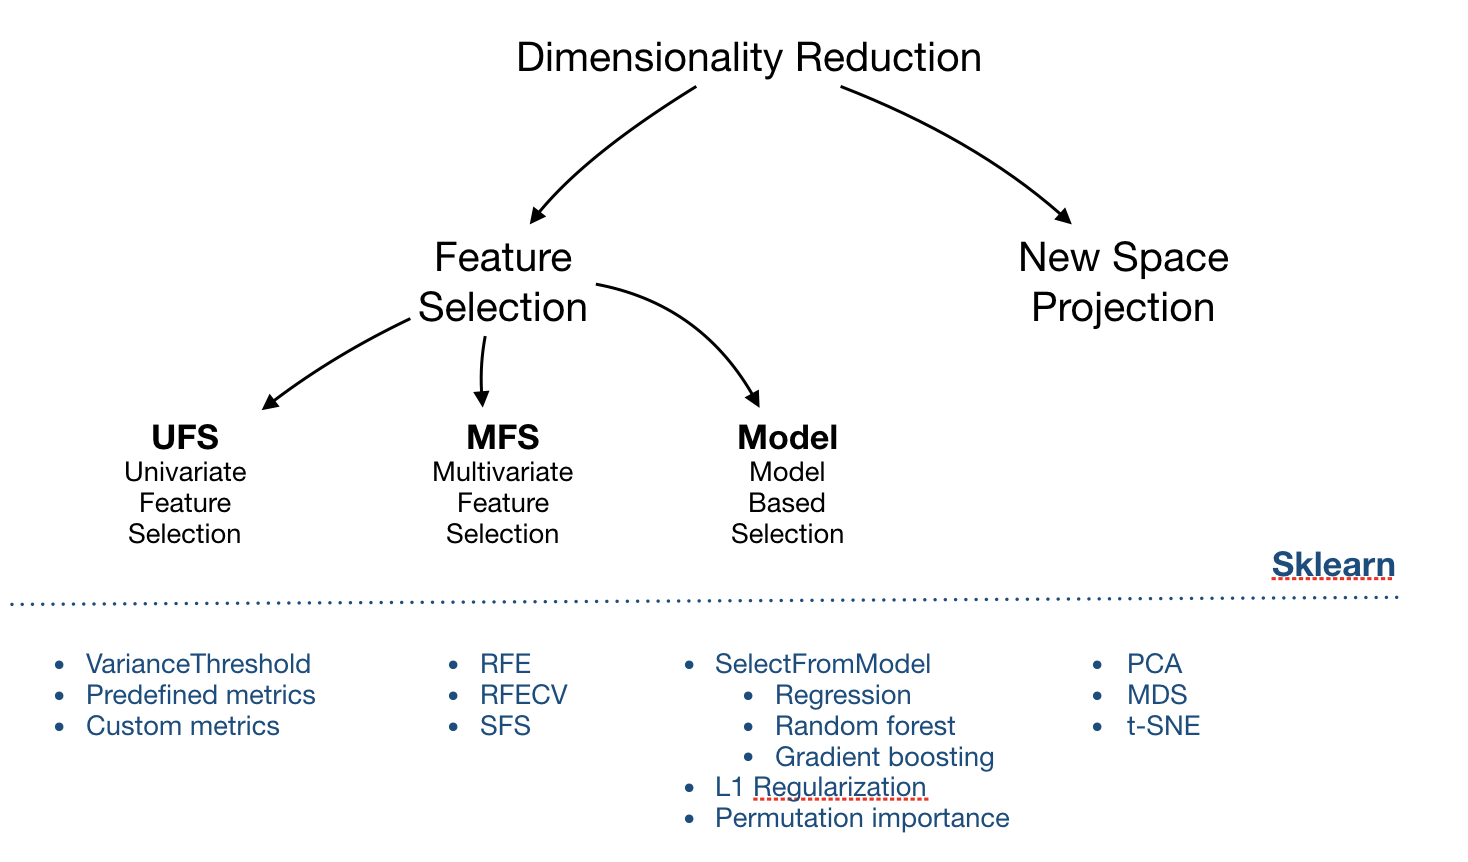 Dimensionality Reduction
Feature
Selection
New Space
Projection
UFS
Univariate
Feature
Selection
MFS
Multivariate
Feature
Selection
Model
Model
Based
Selection
Sklearn
• VarianceThreshold
• Predefined metrics
• Custom metrics
• RFE
• RFECV
• SFS
• SelectFromModel
• Regression
• Random forest
• Gradient boosting
• L1 Regularization
• Permutation importance
• PCA
• MDS
• t-SNE